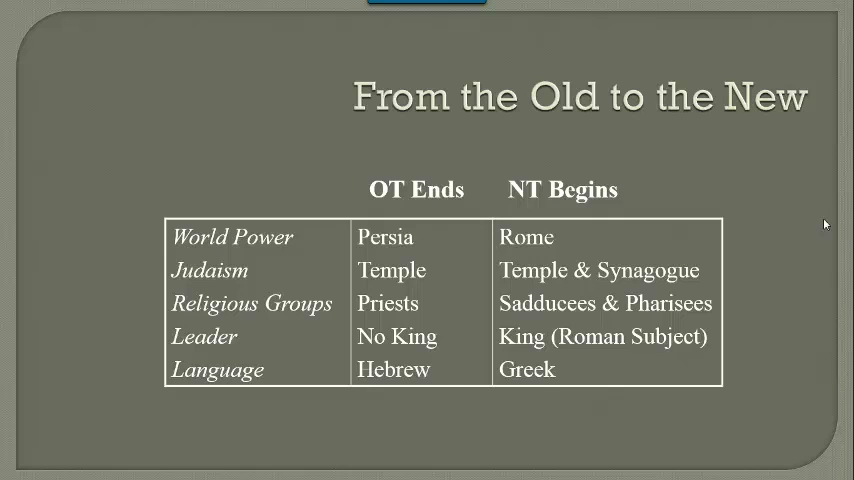 From the Old to the New
OT Ends NT Begins
World Power Persia Rome
Judaism Temple Temple & Synagogue
Religious Groups Priests Sadducees & Pharisees
Leader No King King (Roman Subject)
Language Hebrew Greek